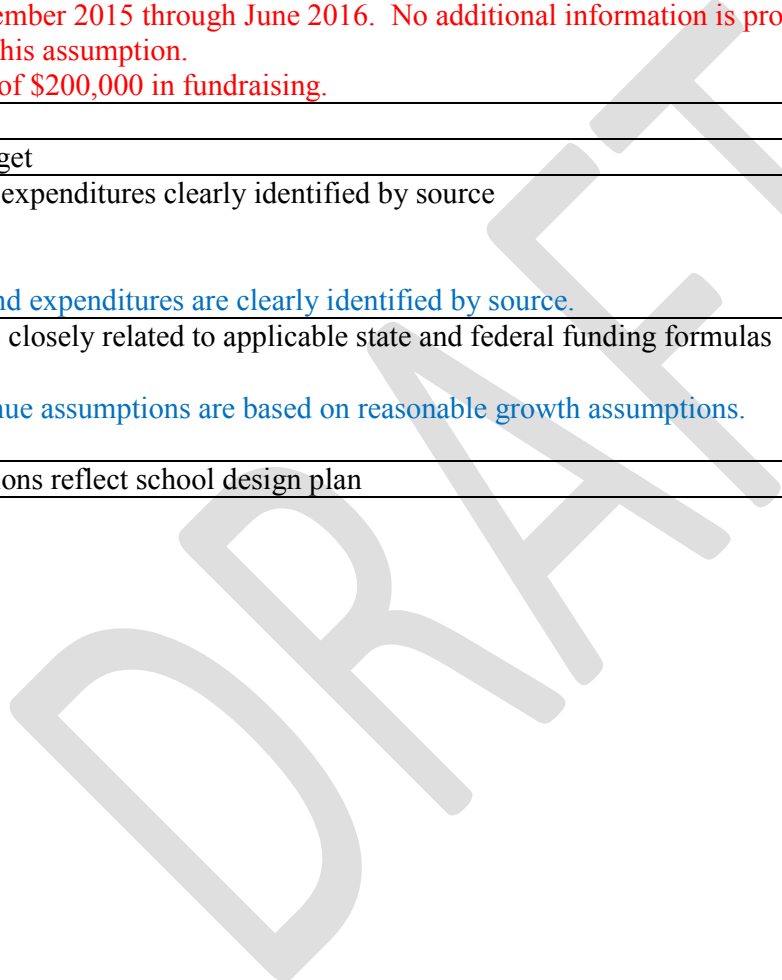 ember 2015 through June 2016. No additional information is pro
his assumption.
of $200,000 in fundraising.
get
expenditures clearly identified by source
nd expenditures are clearly identified by source.
closely related to applicable state and federal funding formulas
nue assumptions are based on reasonable growth assumptions.
ions reflect school design plan
DRAFT